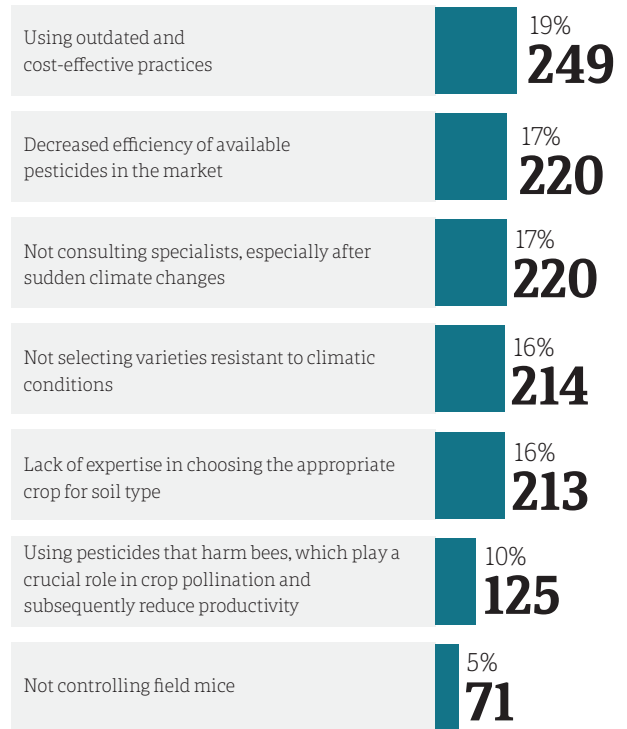 Using outdated and
cost-effective practices
19%
249
Decreased efficiency of available
pesticides in the market
17%
220
Not consulting specialists, especially after
sudden climate changes
17%
220
Not selecting varieties resistant to climatic
conditions
16%
214
Lack of expertise in choosing the appropriate
crop for soil type
16%
213
Using pesticides that harm bees, which play a
crucial role in crop pollination and
subsequently reduce productivity
10%
125
Not controlling field mice
5%
71